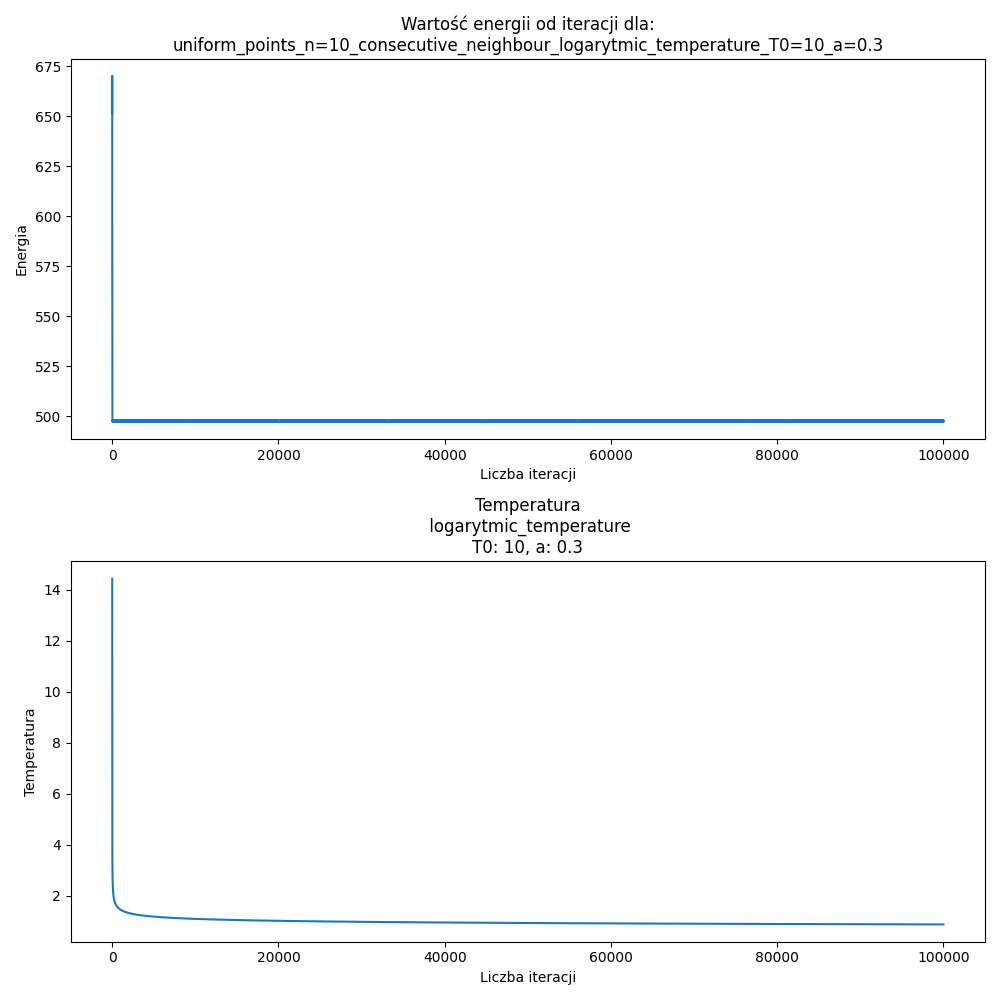 Wartość energii od iteracji dla:
uniform_points_n=10_consecutive_neighbour_logarytmic_temperature_T0=10_a=0.3
675
650
625
600
575
550
525
500
Energia
0 20000 40000 60000 80000 100000
Liczba iteracji
Temperatura
logarytmic_temperature
T0: 10, a: 0.3
14
12
10
8
6
4
2
Temperatura
0 20000 40000 60000 80000 100000
Liczba iteracji